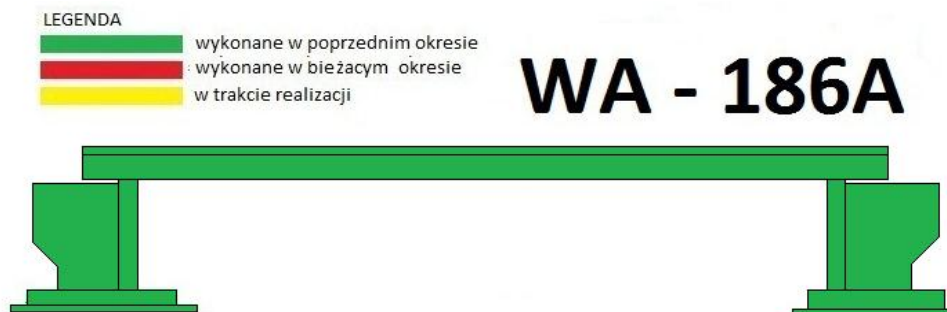 LEGENDA
wykonane w poprzednim okresie
wykonane w bieżacym okresie
w trakcie realizacji
WA - 186A